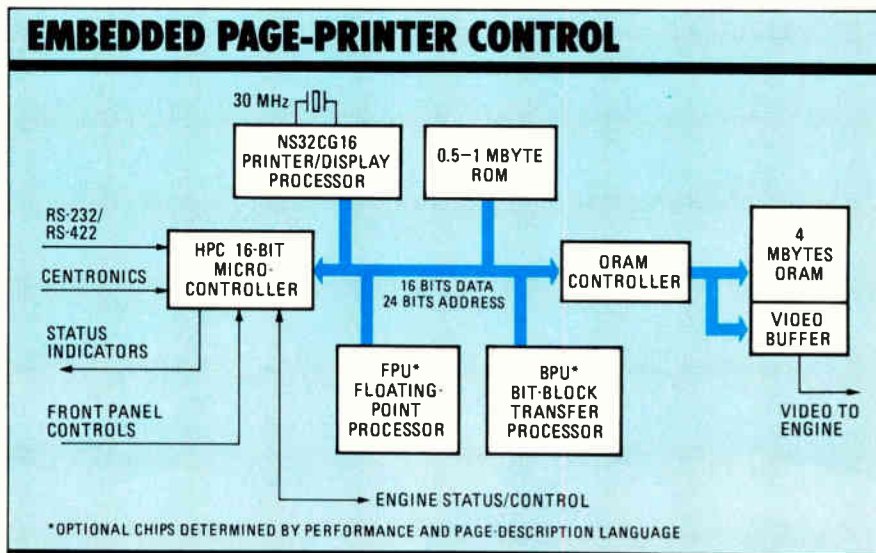 EMBEDDED PAGE-PRINTER CONTROL
30 MHz
NS32CG16
PRINTER/DISPLAY
PROCESSOR
0.5–1 MBYTE
ROM
RS-232/
RS-422
CENTRONICS
STATUS
INDICATORS
FRONT PANEL
CONTROLS
HPC 16-BIT
MICRO-
CONTROLLER
16 BITS DATA
24 BITS ADDRESS
ORAM
CONTROLLER
4
MBYTES
ORAM
VIDEO
BUFFER
FPU*
FLOATING-
POINT
PROCESSOR
BPU*
BIT-BLOCK
TRANSFER
PROCESSOR
VIDEO TO
ENGINE
ENGINE STATUS/CONTROL
*OPTIONAL CHIPS DETERMINED BY PERFORMANCE AND PAGE-DESCRIPTION LANGUAGE